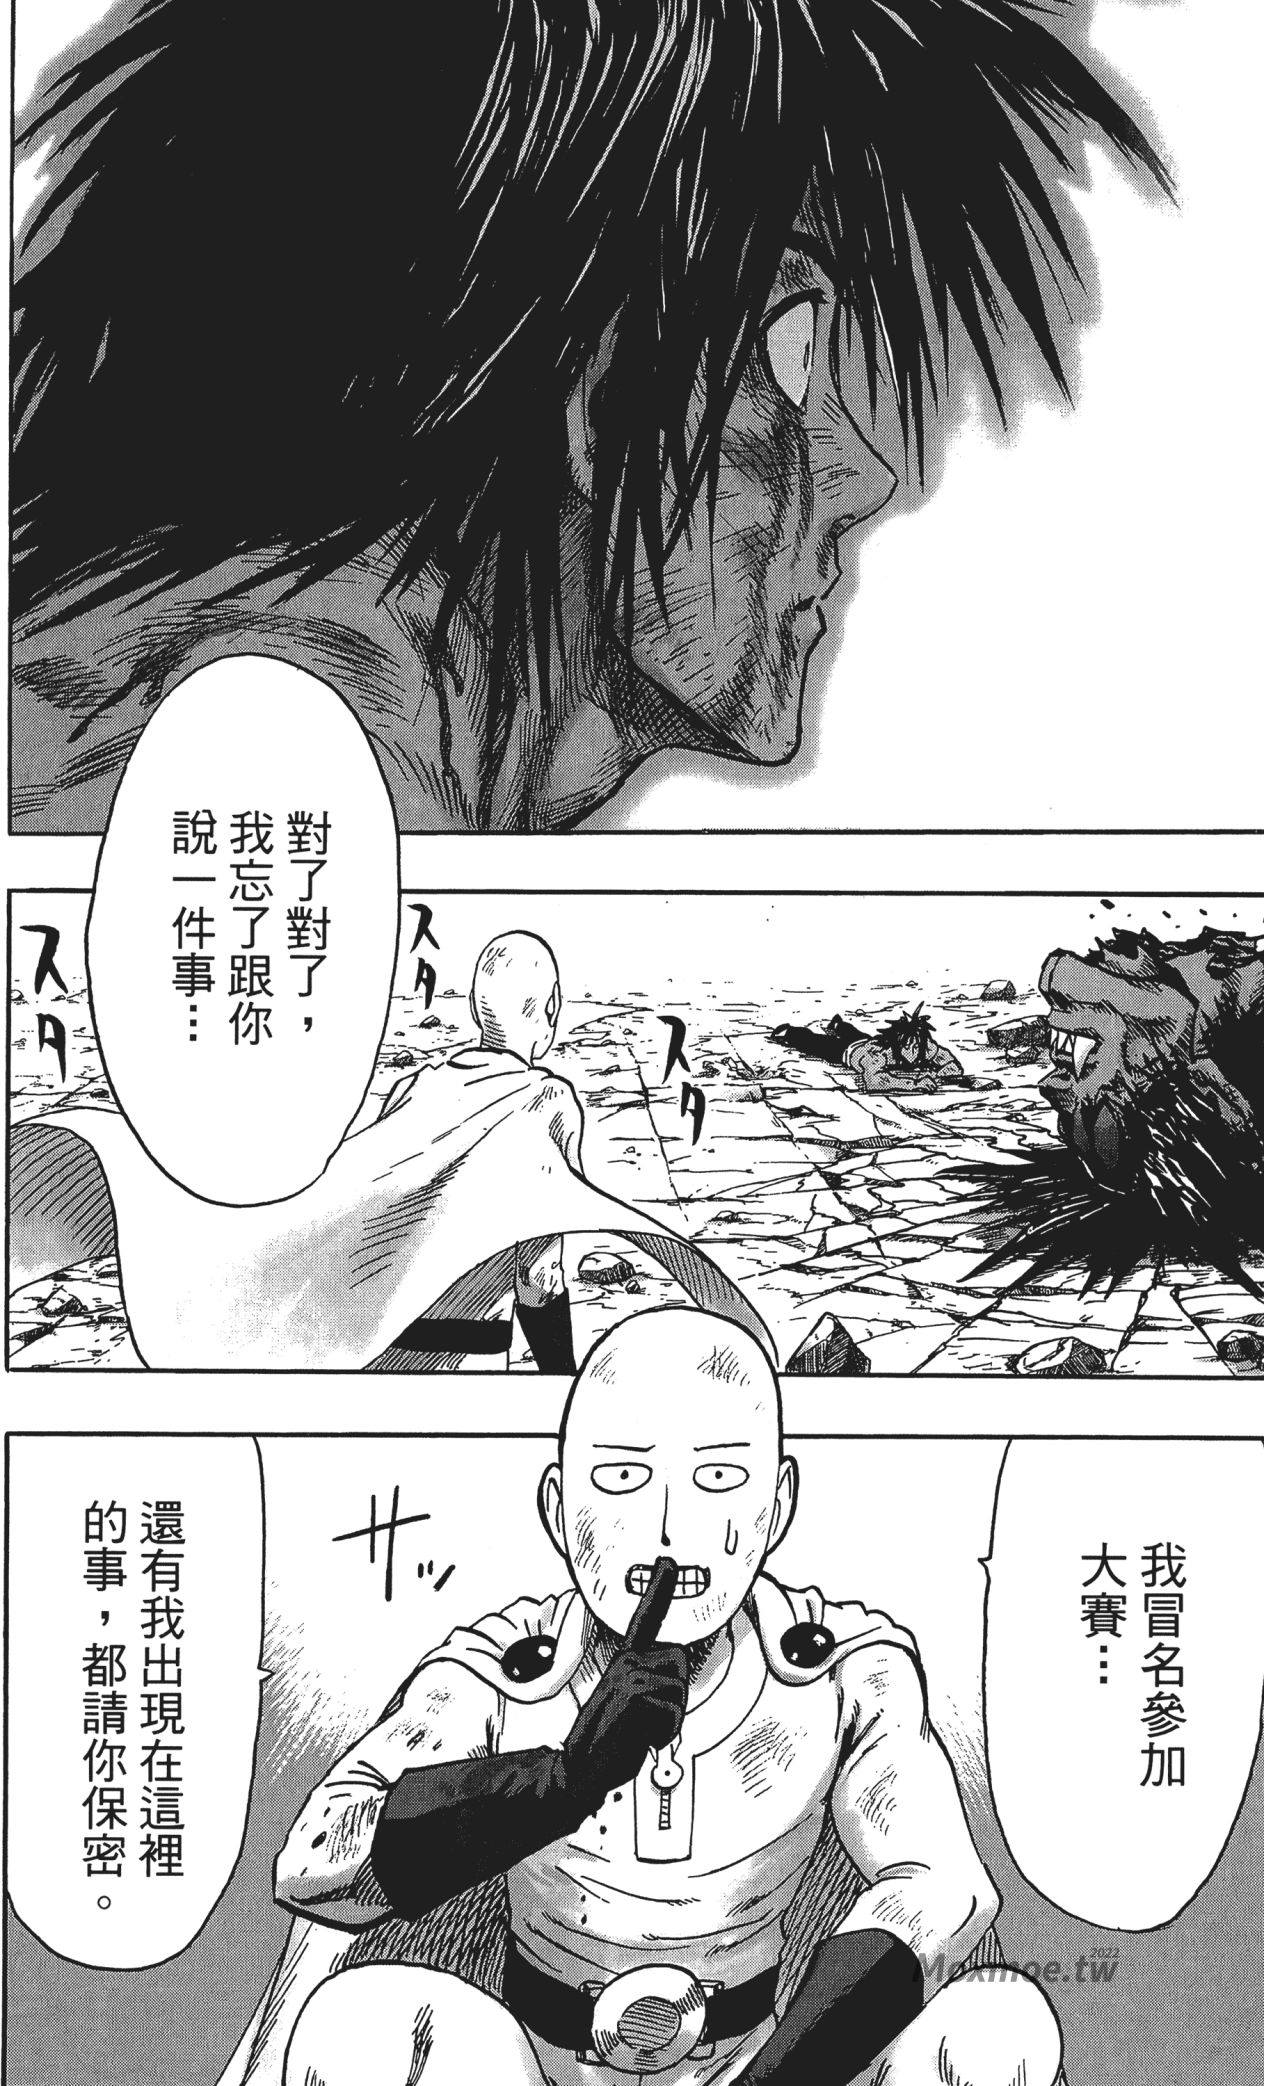 對了對了，
我忘了跟你
說一件事…
スタ
スタ
スタ
我冒名參加
大賽…
サッ
還有我出現在這裡
的事，都請你保密。
2022
Moxmoe.tw